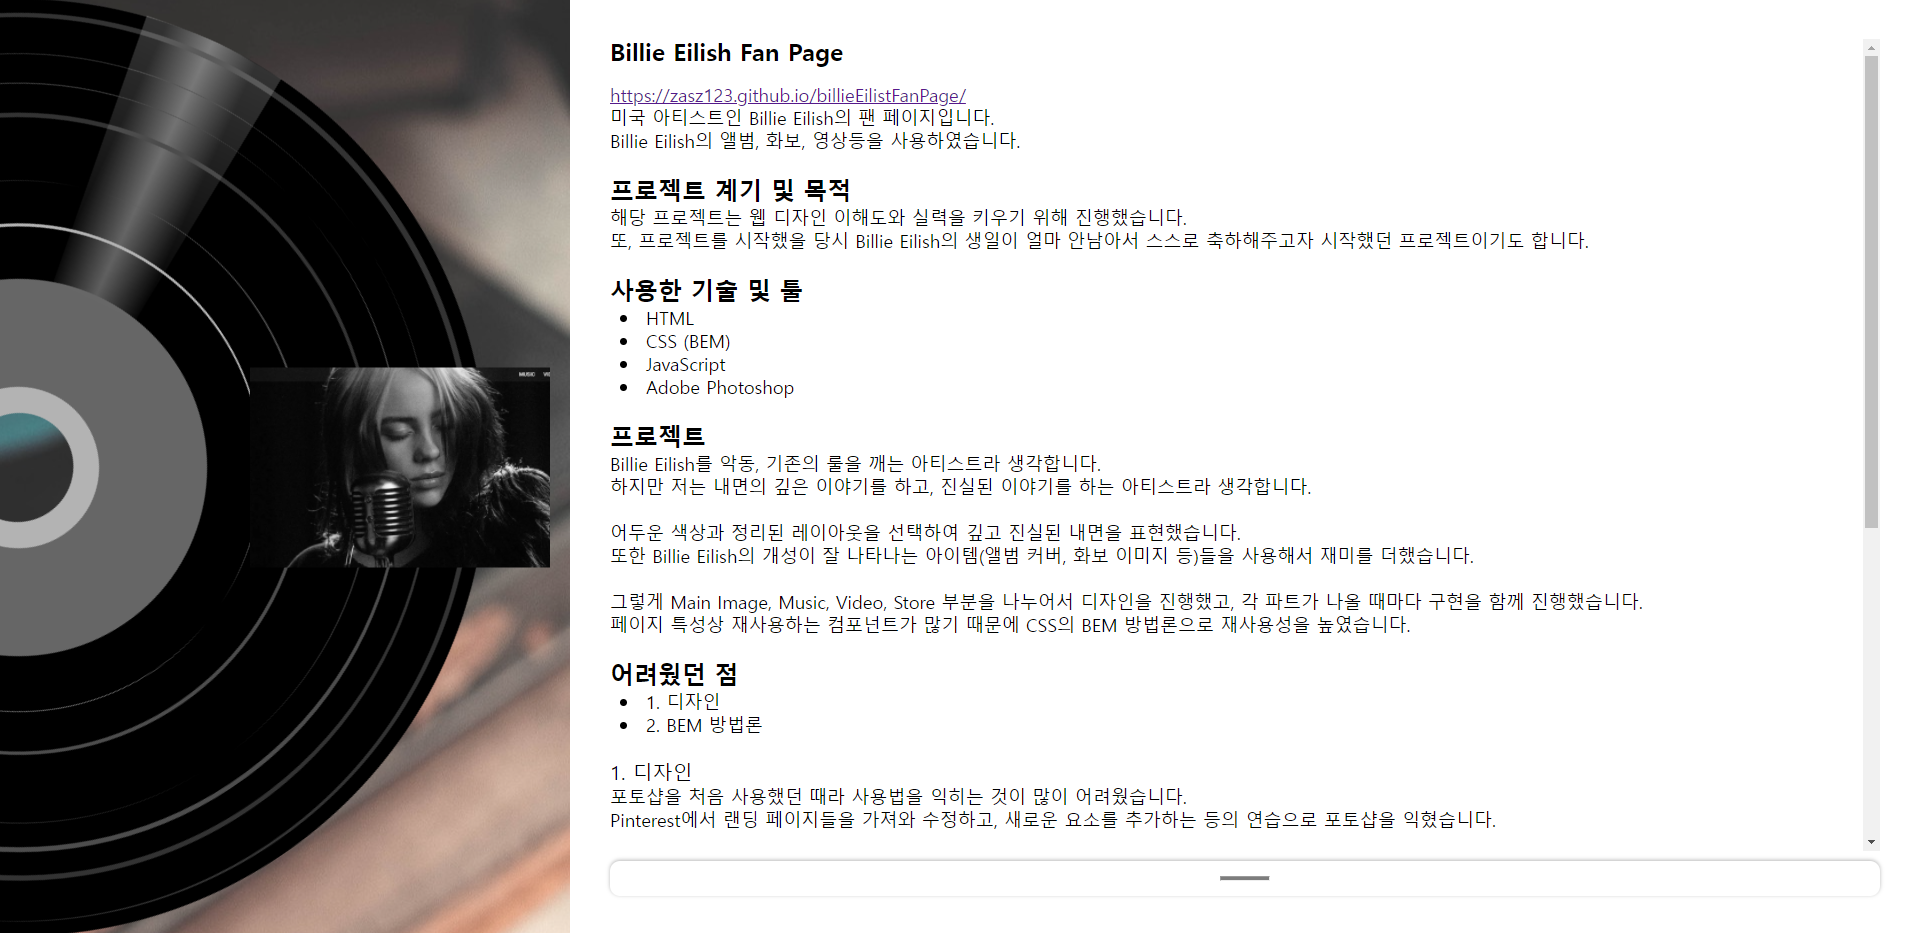 MUSIC
Billie Eilish Fan Page
https://zasz123.github.io/billieEilistFanPage/
미국 아티스트인 Billie Eilish의 팬 페이지입니다.
Billie Eilish의 앨범, 화보, 영상등을 사용하였습니다.
프로젝트 계기 및 목적
해당 프로젝트는 웹 디자인 이해도와 실력을 키우기 위해 진행했습니다.
또, 프로젝트를 시작했을 당시 Billie Eilish의 생일이 얼마 안남아서 스스로 축하해주고자 시작했던 프로젝트이기도 합니다.
사용한 기술 및 툴
• HTML
• CSS (BEM)
• JavaScript
• Adobe Photoshop
프로젝트
Billie Eilish를 악동, 기존의 룰을 깨는 아티스트라 생각합니다.
하지만 저는 내면의 깊은 이야기를 하고, 진실된 이야기를 하는 아티스트라 생각합니다.
어두운 색상과 정리된 레이아웃을 선택하여 깊고 진실된 내면을 표현했습니다.
또한 Billie Eilish의 개성이 잘 나타나는 아이템(앨범 커버, 화보 이미지 등)들을 사용해서 재미를 더했습니다.
그렇게 Main Image, Music, Video, Store 부분을 나누어서 디자인을 진행했고, 각 파트가 나올 때마다 구현을 함께 진행했습니다.
페이지 특성상 재사용하는 컴포넌트가 많기 때문에 CSS의 BEM 방법론으로 재사용성을 높였습니다.
어려웠던 점
• 1. 디자인
• 2. BEM 방법론
1. 디자인
포토샵을 처음 사용했던 때라 사용법을 익히는 것이 많이 어려웠습니다.
Pinterest에서 랜딩 페이지들을 가져와 수정하고, 새로운 요소를 추가하는 등의 연습으로 포토샵을 익혔습니다.